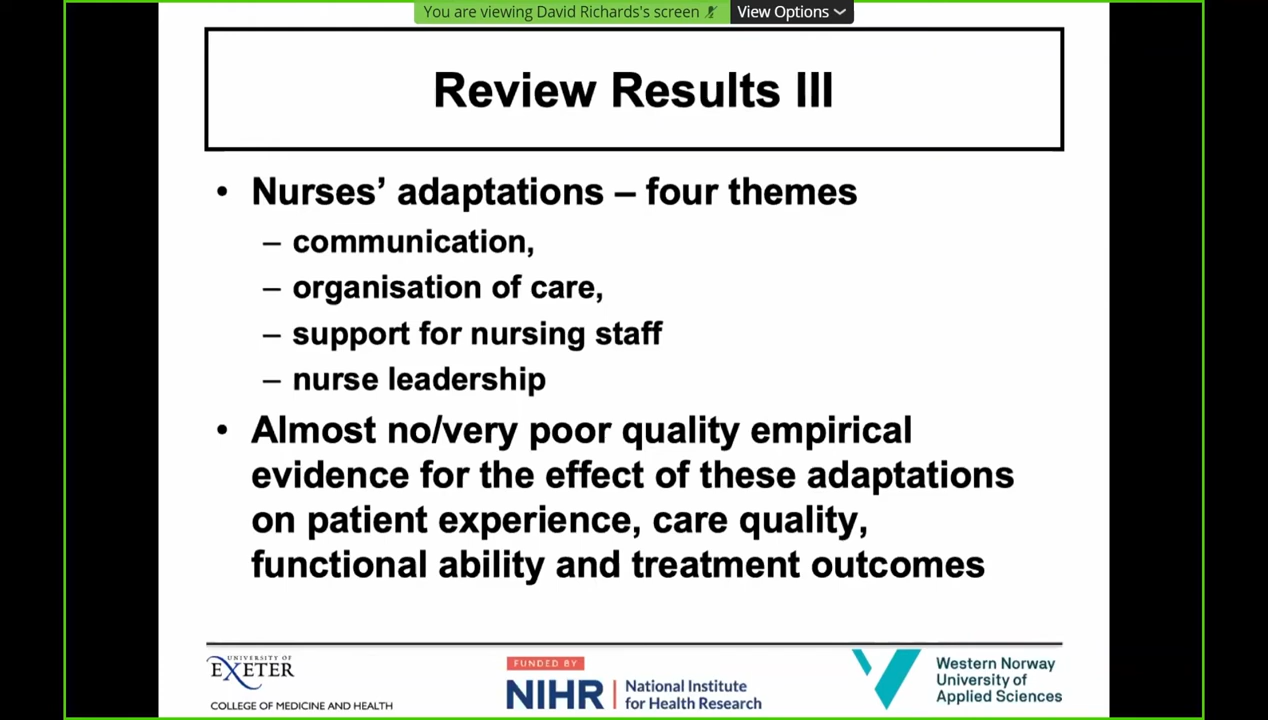 You are viewing David Richards's screen View Options
Review Results III
• Nurses’ adaptations – four themes
– communication,
– organisation of care,
– support for nursing staff
– nurse leadership
• Almost no/very poor quality empirical
evidence for the effect of these adaptations
on patient experience, care quality,
functional ability and treatment outcomes
UNIVERSITY OF
EXETER
COLLEGE OF MEDICINE AND HEALTH
FUNDED BY
NIHR | National Institute
for Health Research
Western Norway
University of
Applied Sciences